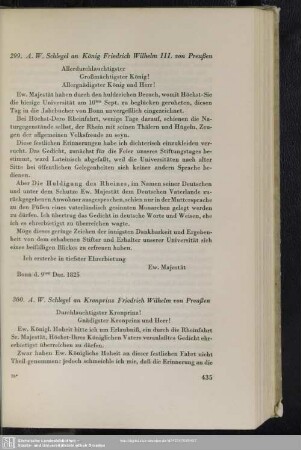 299. A. W. Schlegel an König Friedrich Wilhelm III. von Preußen
Allerdurchlauchtigster
Großmächtigster König!
Allergnädigster König und Herr!
Ew. Majestät haben durch den huldreichen Besuch, womit Höchst-Sie
die hiesige Universität am 10ten Sept. zu beglücken geruheten, diesen
Tag in die Jahrbücher von Bonn unvergeßlich eingezeichnet.
Bei Höchst-Dero Rheinfahrt, wenige Tage darauf, schienen die Na-
turgegenstände selbst, der Rhein mit seinen Thälern und Hügeln, Zeu-
gen der allgemeinen Volksfreude zu seyn.
Diese festlichen Erinnerungen habe ich dichterisch einzukleiden ver-
sucht. Das Gedicht, zunächst für die Feier unseres Stiftungstages be-
stimmt, ward Lateinisch abgefaßt, weil die Universitäten nach alter
Sitte bei öffentlichen Gelegenheiten sich keiner andern Sprache be-
dienen.
Aber Die Huldigung des Rheines, im Namen seiner Deutschen
und unter dem Schutze Ew. Majestät dem Deutschen Vaterlande zu-
rückgegebenen Anwohner ausgesprochen, schien nur in der Muttersprache
an den Füßen eines vaterländisch gesinnten Monarchen gelegt werden
zu dürfen. Ich übertrug das Gedicht in deutsche Worte und Weisen, ehe
ich es ehrerbietigst zu überreichen wagte.
Möge dieses geringe Zeichen der innigsten Dankbarkeit und Ergeben-
heit von dem erhabenen Stifter und Erhalter unserer Universität sich
eines beifälligen Blickes zu erfreuen haben.
Ich ersterbe in tiefster Ehrerbietung
Ew. Majestät
Bonn d. 9ten Dez. 1825
300. A. W. Schlegel an Kronprinz Friedrich Wilhelm von Preußen
Durchlauchtigster Kronprinz!
Gnädigster Kronprinz und Herr!
Ew. Königl. Hoheit bitte ich um Erlaubniß, ein durch die Rheinfahrt
Sr. Majestät, Höchst-Ihres Königlichen Vaters veranlaßtes Gedicht ehr-
erbietigst überreichen zu dürfen.
Zwar haben Ew. Königliche Hoheit an dieser festlichen Fahrt nicht
Theil genommen: jedoch schmeichle ich mir, daß die Erinnerung an die
435